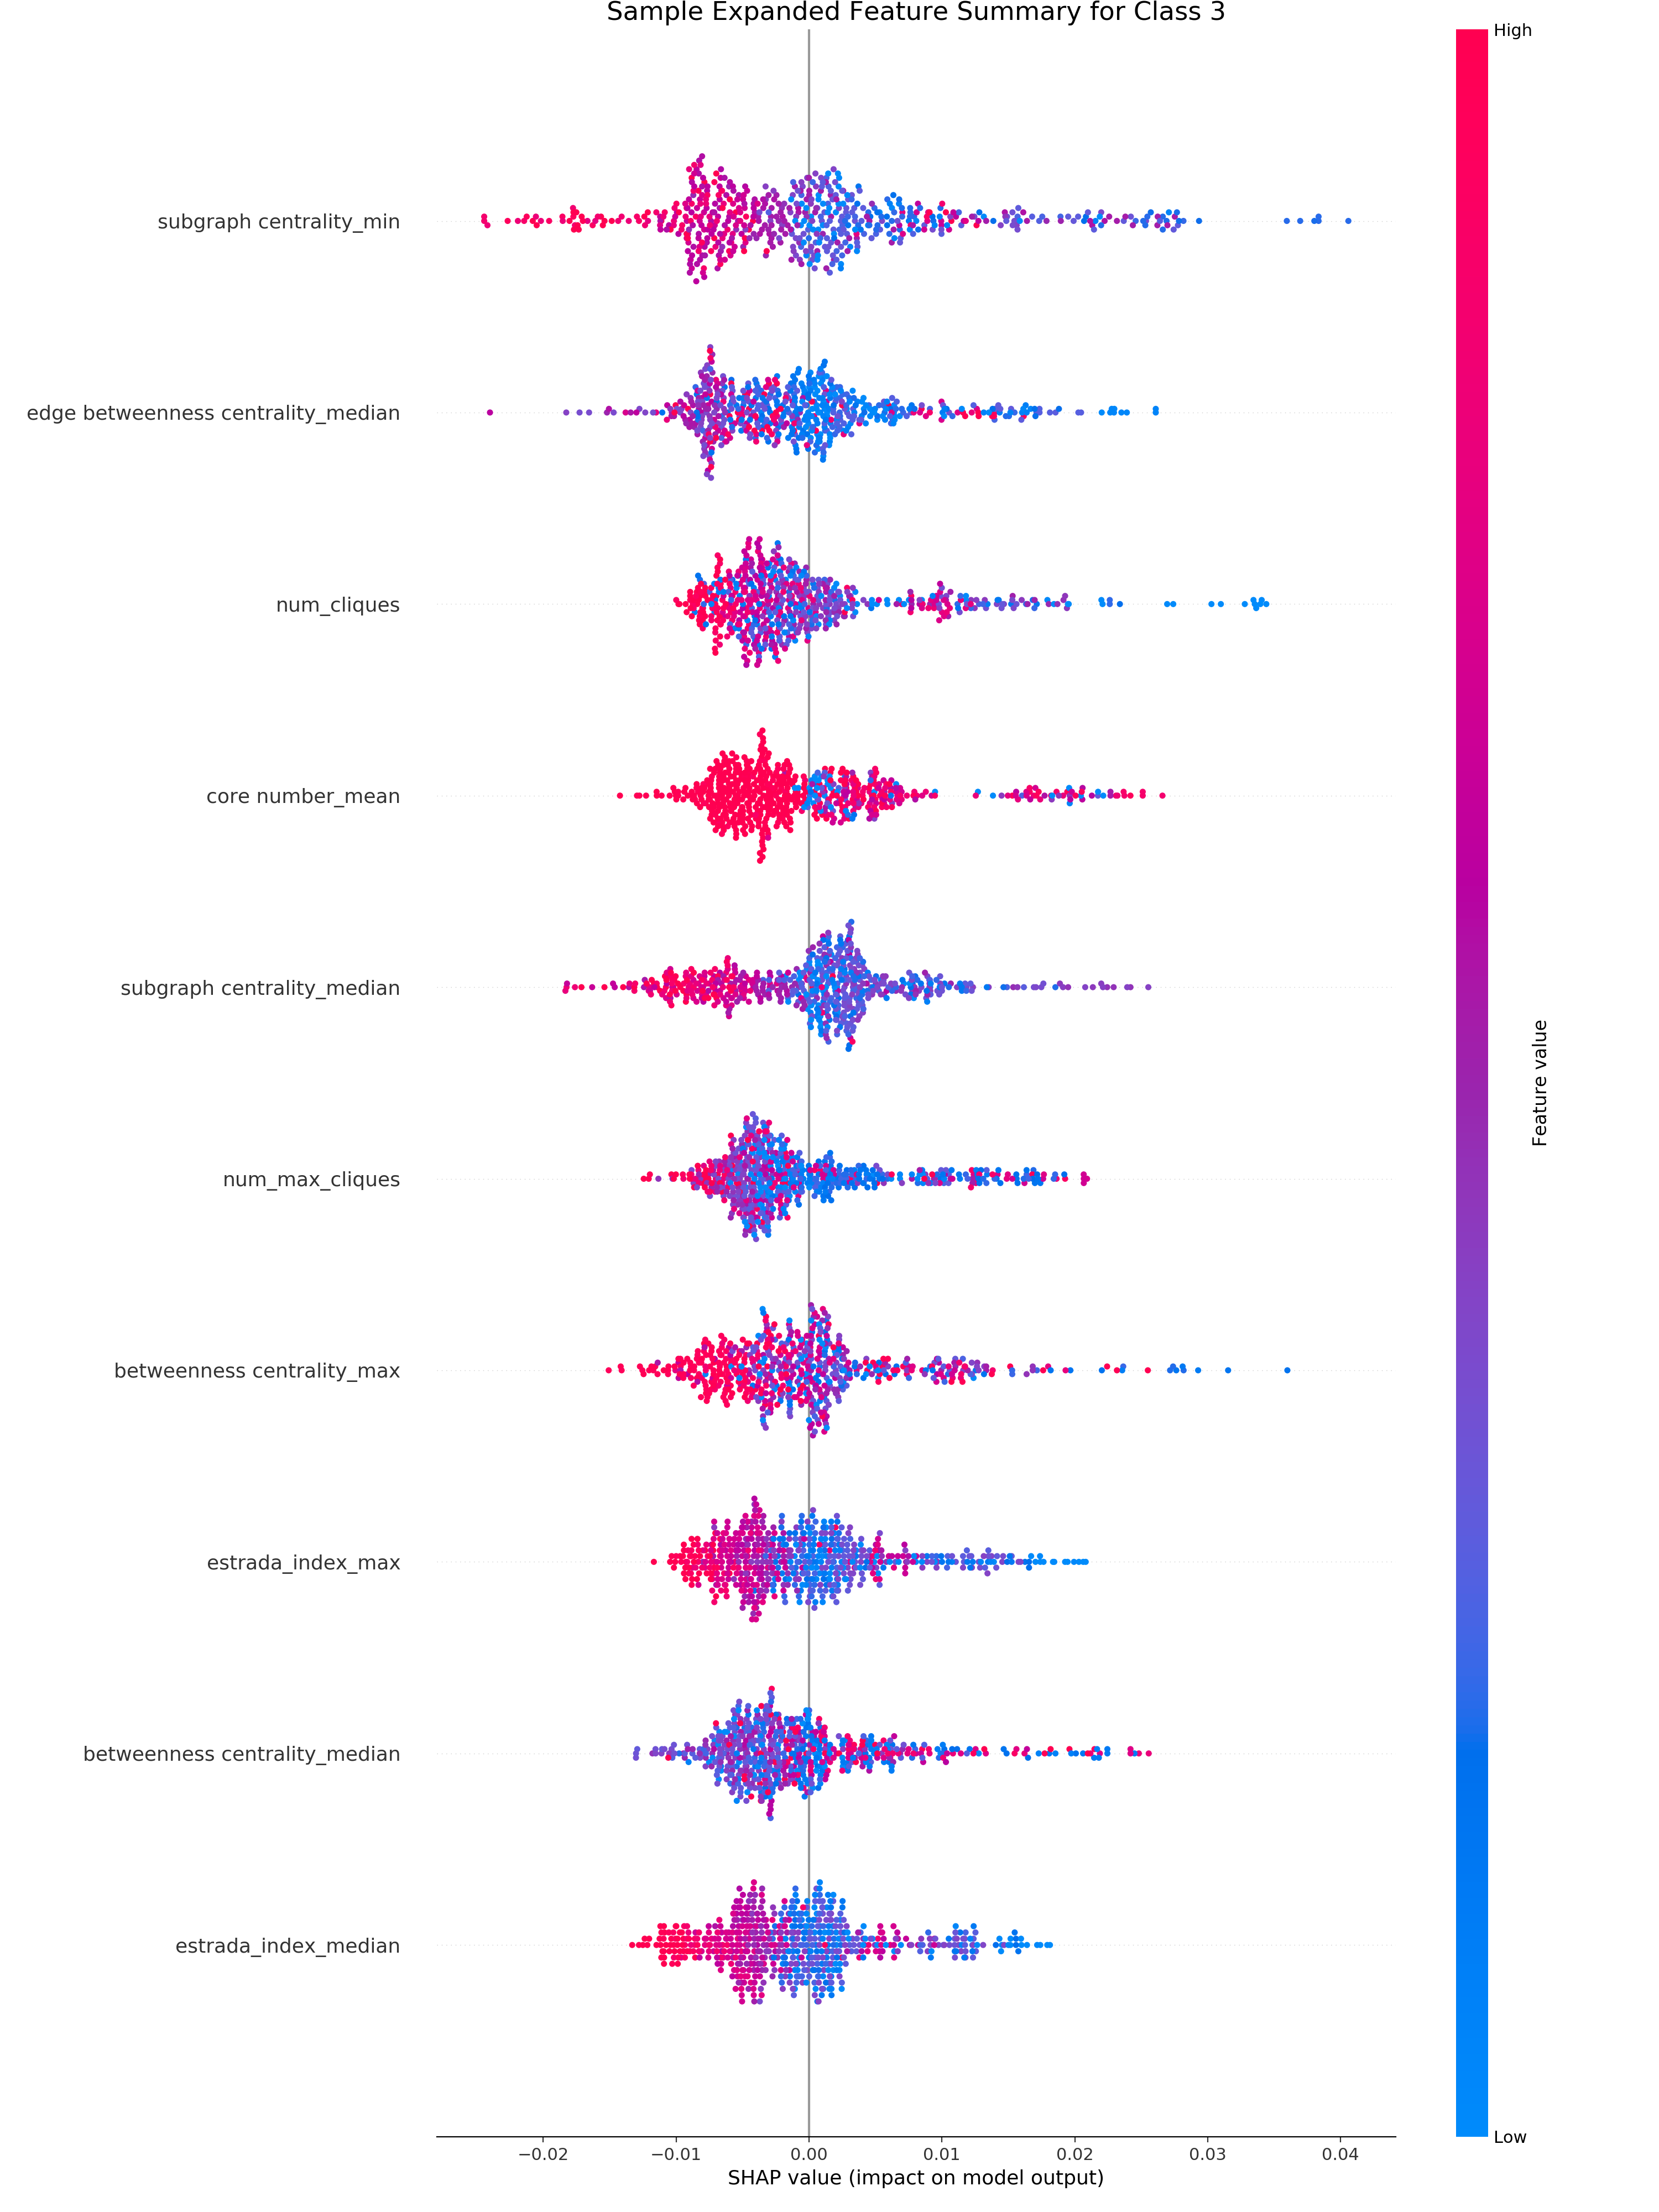 Sample Expanded Feature Summary for Class 3
High
subgraph centrality_min
edge betweenness centrality_median
num_cliques
core number_mean
subgraph centrality_median
Feature value
num_max_cliques
betweenness centrality_max
estrada_index_max
betweenness centrality_median
estrada_index_median
Low
−0.02 −0.01 0.00 0.01 0.02 0.03 0.04
SHAP value (impact on model output)